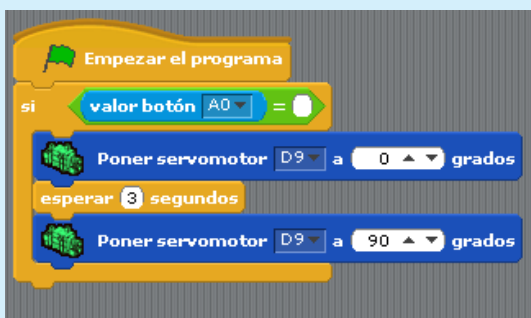 Empezar el programa
si valor botón A0 =
Poner servomotor D9 a 0 grados
esperar 3 segundos
Poner servomotor D9 a 90 grados